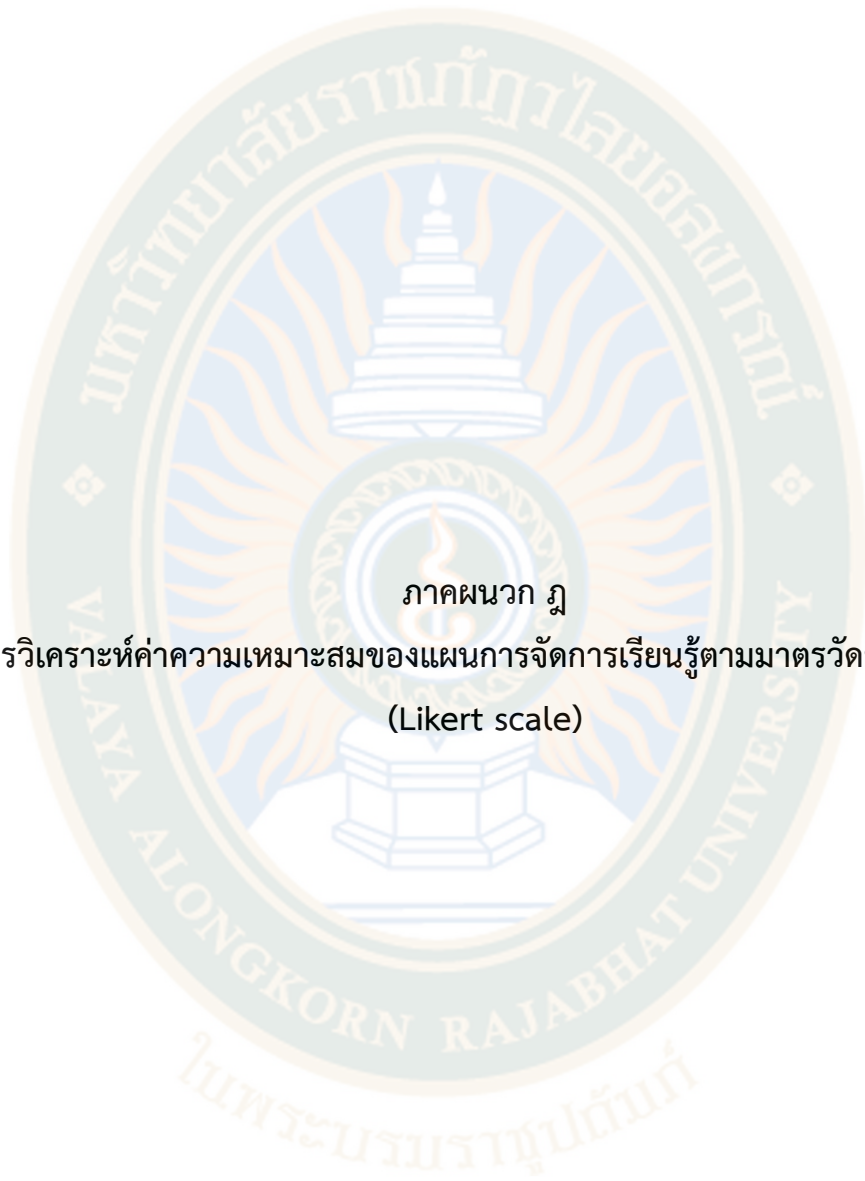 มหาวิทยาลัยราชภัฏวไลยอลงกรณ์
ภาคผนวก ฎ
รวิเคราะห์ค่าความเหมาะสมของแผนการจัดการเรียนรู้ตามมาตรวัด
(Likert scale)
VALAYA ALONGKORN RAJABHAT UNIVERSITY
ในพระบรมราชูปถัมภ์